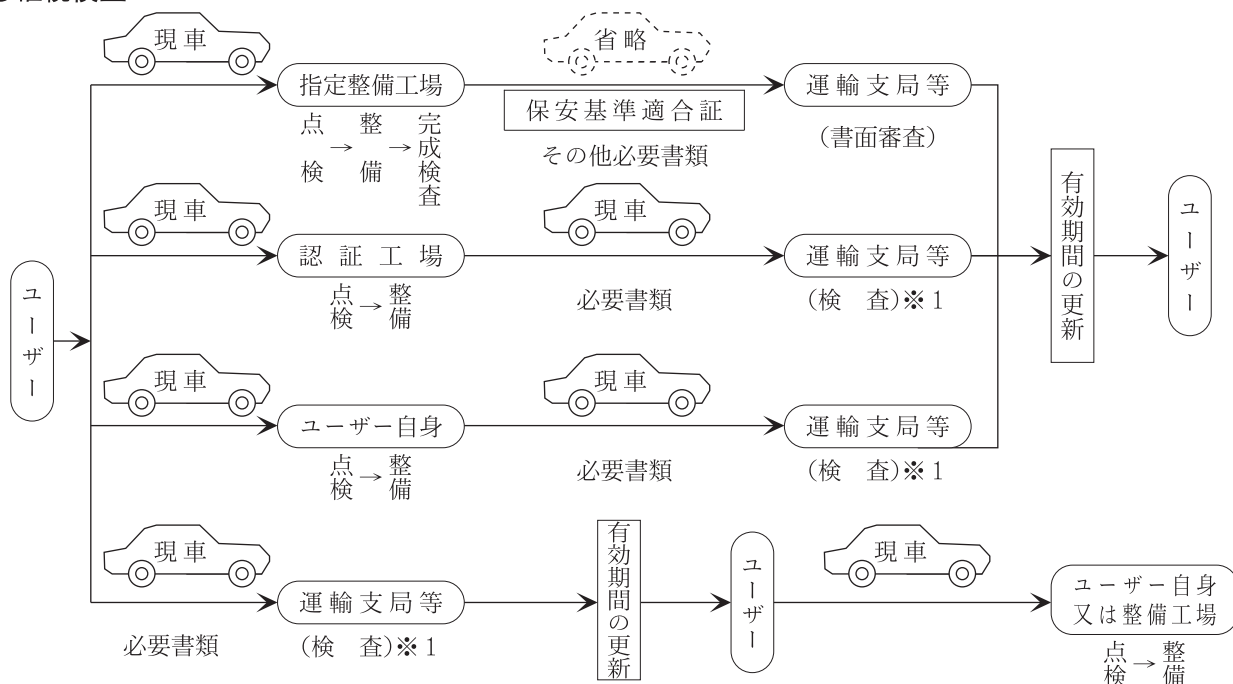 現車
省略
指定整備工場
運輸支局等
保安基準適合証
点検→整備→完成検査
その他必要書類
(書面審査)
現車
現車
認証工場
運輸支局等
点検→整備
必要書類
(検 査)※1
有効期間の更新
ユーザー
ユーザー
現車
現車
ユーザー自身
運輸支局等
点検→整備
必要書類
(検 査)※1
現車
運輸支局等
必要書類
(検 査)※1
有効期間の更新
ユーザー
現車
ユーザー自身
又は整備工場
点検→整備